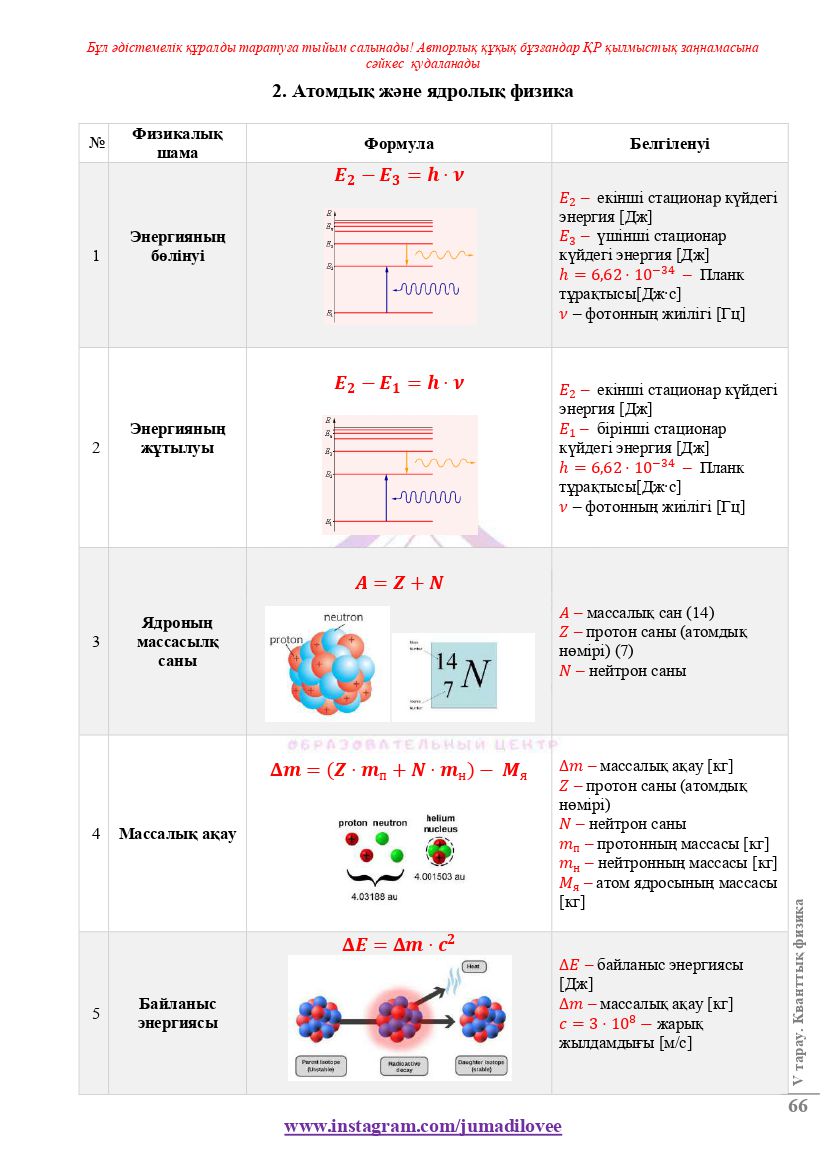 Бұл әдістемелік құралды таратуға тыйым салынады! Авторлық құқық бұзғандар ҚР қылмыстық заңнамасына
сәйкес қудаланады
2. Атомдық және ядролық физика
№
Физикалық
шама
Формула
Белгіленуі
1
Энергияның
бөлінуі
E₂ − E₃ = h · ν
E
E₃
E₂
E₁
E₂ − екінші стационар күйдегі
энергия [Дж]
E₃ − үшінші стационар
күйдегі энергия [Дж]
h = 6,62 · 10⁻³⁴ − Планк
тұрақтысы[Дж·с]
ν – фотонның жиілігі [Гц]
2
Энергияның
жұтылуы
E₂ − E₁ = h · ν
E
E₃
E₂
E₁
E₂ − екінші стационар күйдегі
энергия [Дж]
E₁ − бірінші стационар
күйдегі энергия [Дж]
h = 6,62 · 10⁻³⁴ − Планк
тұрақтысы[Дж·с]
ν – фотонның жиілігі [Гц]
3
Ядроның
массасылқ
саны
A = Z + N
neutron
proton
14
7 N
A – массалық сан (14)
Z – протон саны (атомдық
нөмірі) (7)
N – нейтрон саны
ОБРАЗОВАТЕЛЬНЫЙ ЦЕНТР
4
Массалық ақау
Δm = (Z · mп + N · mн) − Mя
proton neutron
helium
nucleus
4.001503 au
4.03188 au
Δm – массалық ақау [кг]
Z – протон саны (атомдық
нөмірі)
N – нейтрон саны
mп – протонның массасы [кг]
mн – нейтронның массасы [кг]
Mя – атом ядросының массасы
[кг]
5
Байланыс
энергиясы
ΔE = Δm · c²
Heat
Parent Isotope
(Unstable)
Radioactive
decay
Daughter Isotope
(stable)
ΔE – байланыс энергиясы
[Дж]
Δm – массалық ақау [кг]
c = 3 · 10⁸ − жарық
жылдамдығы [м/с]
V тарау. Кванттық физика
66
www.instagram.com/jumadilovee